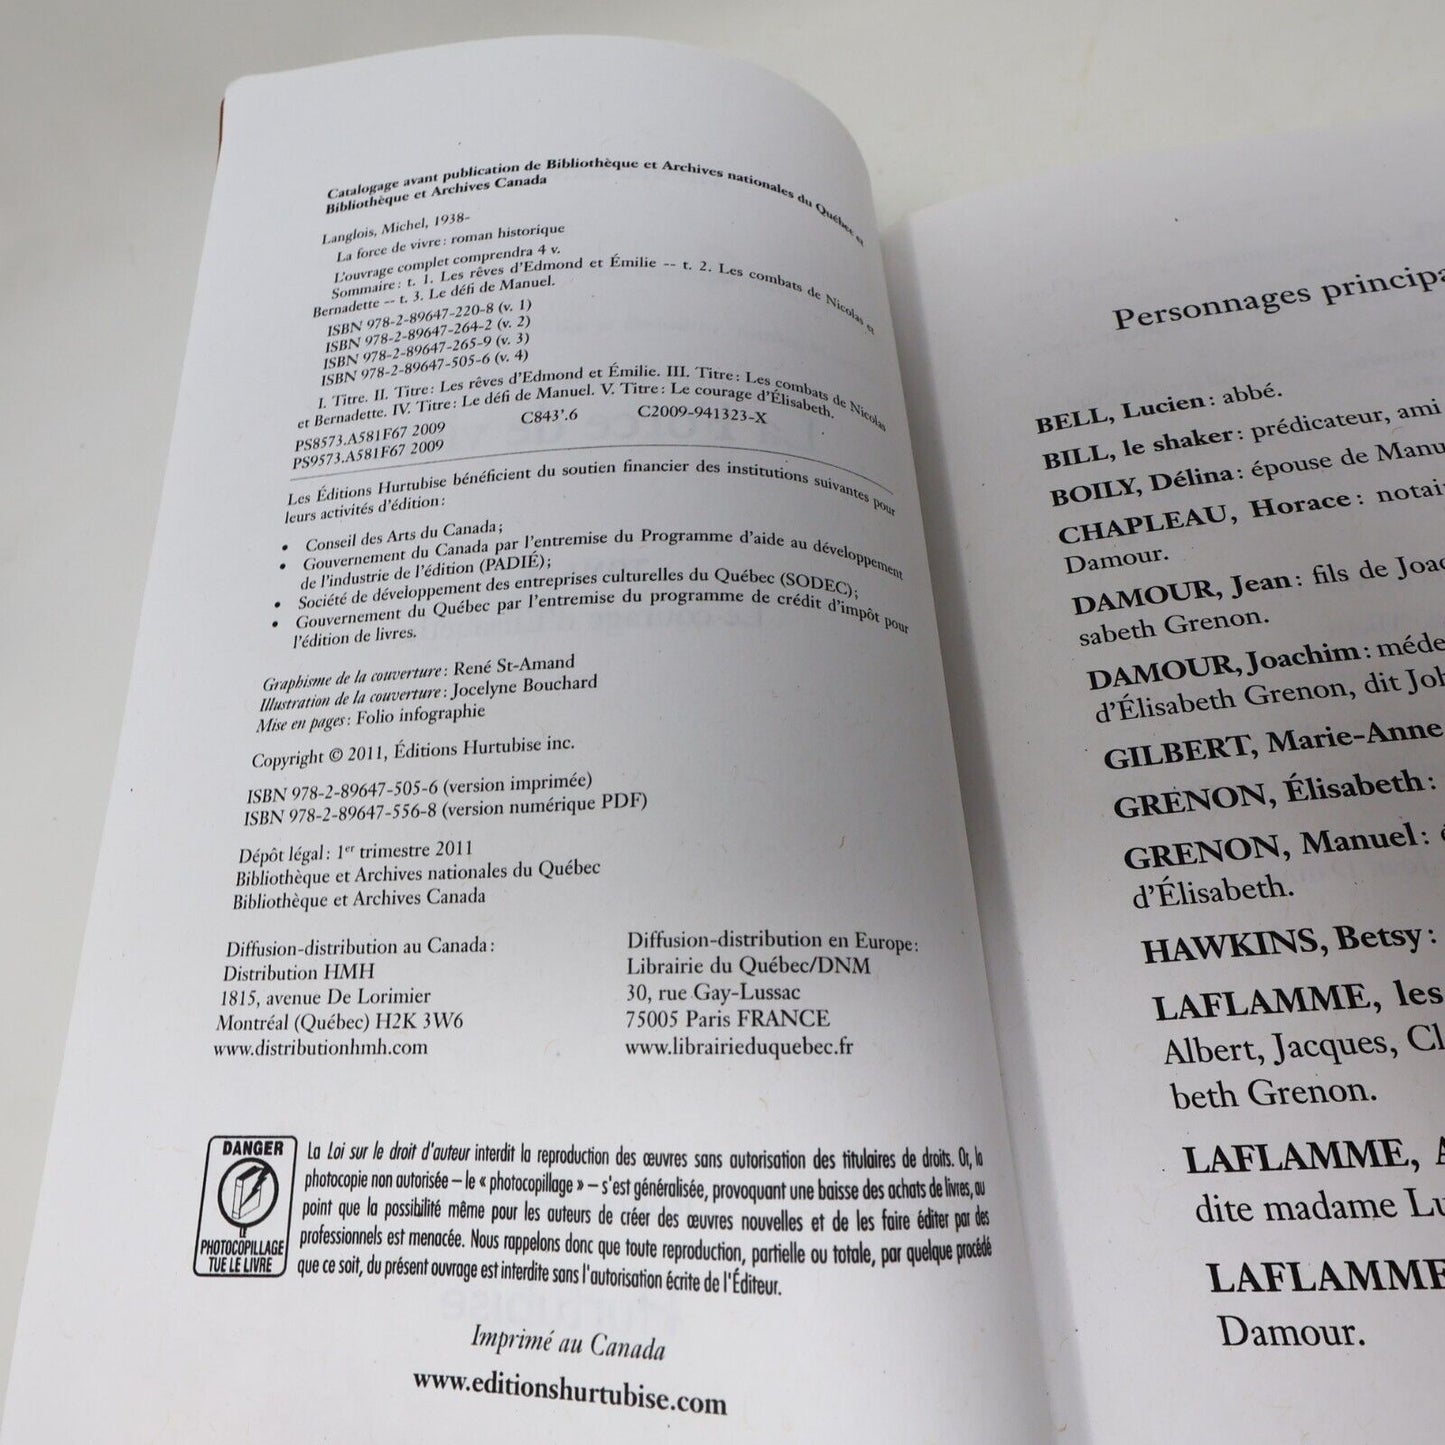 Catalogage avant publication de Bibliothèque et Archives nationales du Québec et
Bibliothèque et Archives Canada
Langlois, Michel, 1938-
La force de vivre : roman historique
L'ouvrage complet comprendra 4 v.
Sommaire : t. 1. Les rêves d'Edmond et Émilie -- t. 2. Les combats de Nicolas et
Bernadette -- t. 3. Le défi de Manuel.
ISBN 978-2-89647-220-8 (v. 1)
ISBN 978-2-89647-264-2 (v. 2)
ISBN 978-2-89647-265-9 (v. 3)
ISBN 978-2-89647-505-6 (v. 4)
I. Titre. II. Titre : Les rêves d'Edmond et Émilie. III. Titre : Les combats de Nicolas
et Bernadette. IV. Titre : Le défi de Manuel. V. Titre : Le courage d'Élisabeth.
PS8573.A581F67 2009 C843'.6 C2009-941323-X
PS9573.A581F67 2009
Les Éditions Hurtubise bénéficient du soutien financier des institutions suivantes pour
leurs activités d'édition :
• Conseil des Arts du Canada ;
• Gouvernement du Canada par l'entremise du Programme d'aide au développement
de l'industrie de l'édition (PADIÉ) ;
• Société de développement des entreprises culturelles du Québec (SODEC) ;
• Gouvernement du Québec par l'entremise du programme de crédit d'impôt pour
l'édition de livres.
Graphisme de la couverture : René St-Amand
Illustration de la couverture : Jocelyne Bouchard
Mise en pages : Folio infographie
Copyright © 2011, Éditions Hurtubise inc.
ISBN 978-2-89647-505-6 (version imprimée)
ISBN 978-2-89647-556-8 (version numérique PDF)
Dépôt légal : 1er trimestre 2011
Bibliothèque et Archives nationales du Québec
Bibliothèque et Archives Canada
Diffusion-distribution au Canada :
Distribution HMH
1815, avenue De Lorimier
Montréal (Québec) H2K 3W6
www.distributionhmh.com
Diffusion-distribution en Europe :
Librairie du Québec/DNM
30, rue Gay-Lussac
75005 Paris FRANCE
www.librairieduquebec.fr
DANGER
LE
PHOTOCOPILLAGE
TUE LE LIVRE
La Loi sur le droit d'auteur interdit la reproduction des œuvres sans autorisation des titulaires de droits. Or, la
photocopie non autorisée – le « photocopillage » – s'est généralisée, provoquant une baisse des achats de livres, au
point que la possibilité même pour les auteurs de créer des œuvres nouvelles et de les faire éditer par des
professionnels est menacée. Nous rappelons donc que toute reproduction, partielle ou totale, par quelque procédé
que ce soit, du présent ouvrage est interdite sans l'autorisation écrite de l'Éditeur.
Imprimé au Canada
www.editionshurtubise.com
Personnages principa
BELL, Lucien : abbé.
BILL, le shaker : prédicateur, ami
BOILY, Délina : épouse de Manu
CHAPLEAU, Horace : notai
Damour.
DAMOUR, Jean : fils de Joac
sabeth Grenon.
DAMOUR, Joachim : méde
d'Élisabeth Grenon, dit Joh
GILBERT, Marie-Anne
GRENON, Élisabeth :
GRENON, Manuel :
d'Élisabeth.
HAWKINS, Betsy :
LAFLAMME, les
Albert, Jacques, Cl
beth Grenon.
LAFLAMME, A
dite madame Lu
LAFLAMME
Damour.